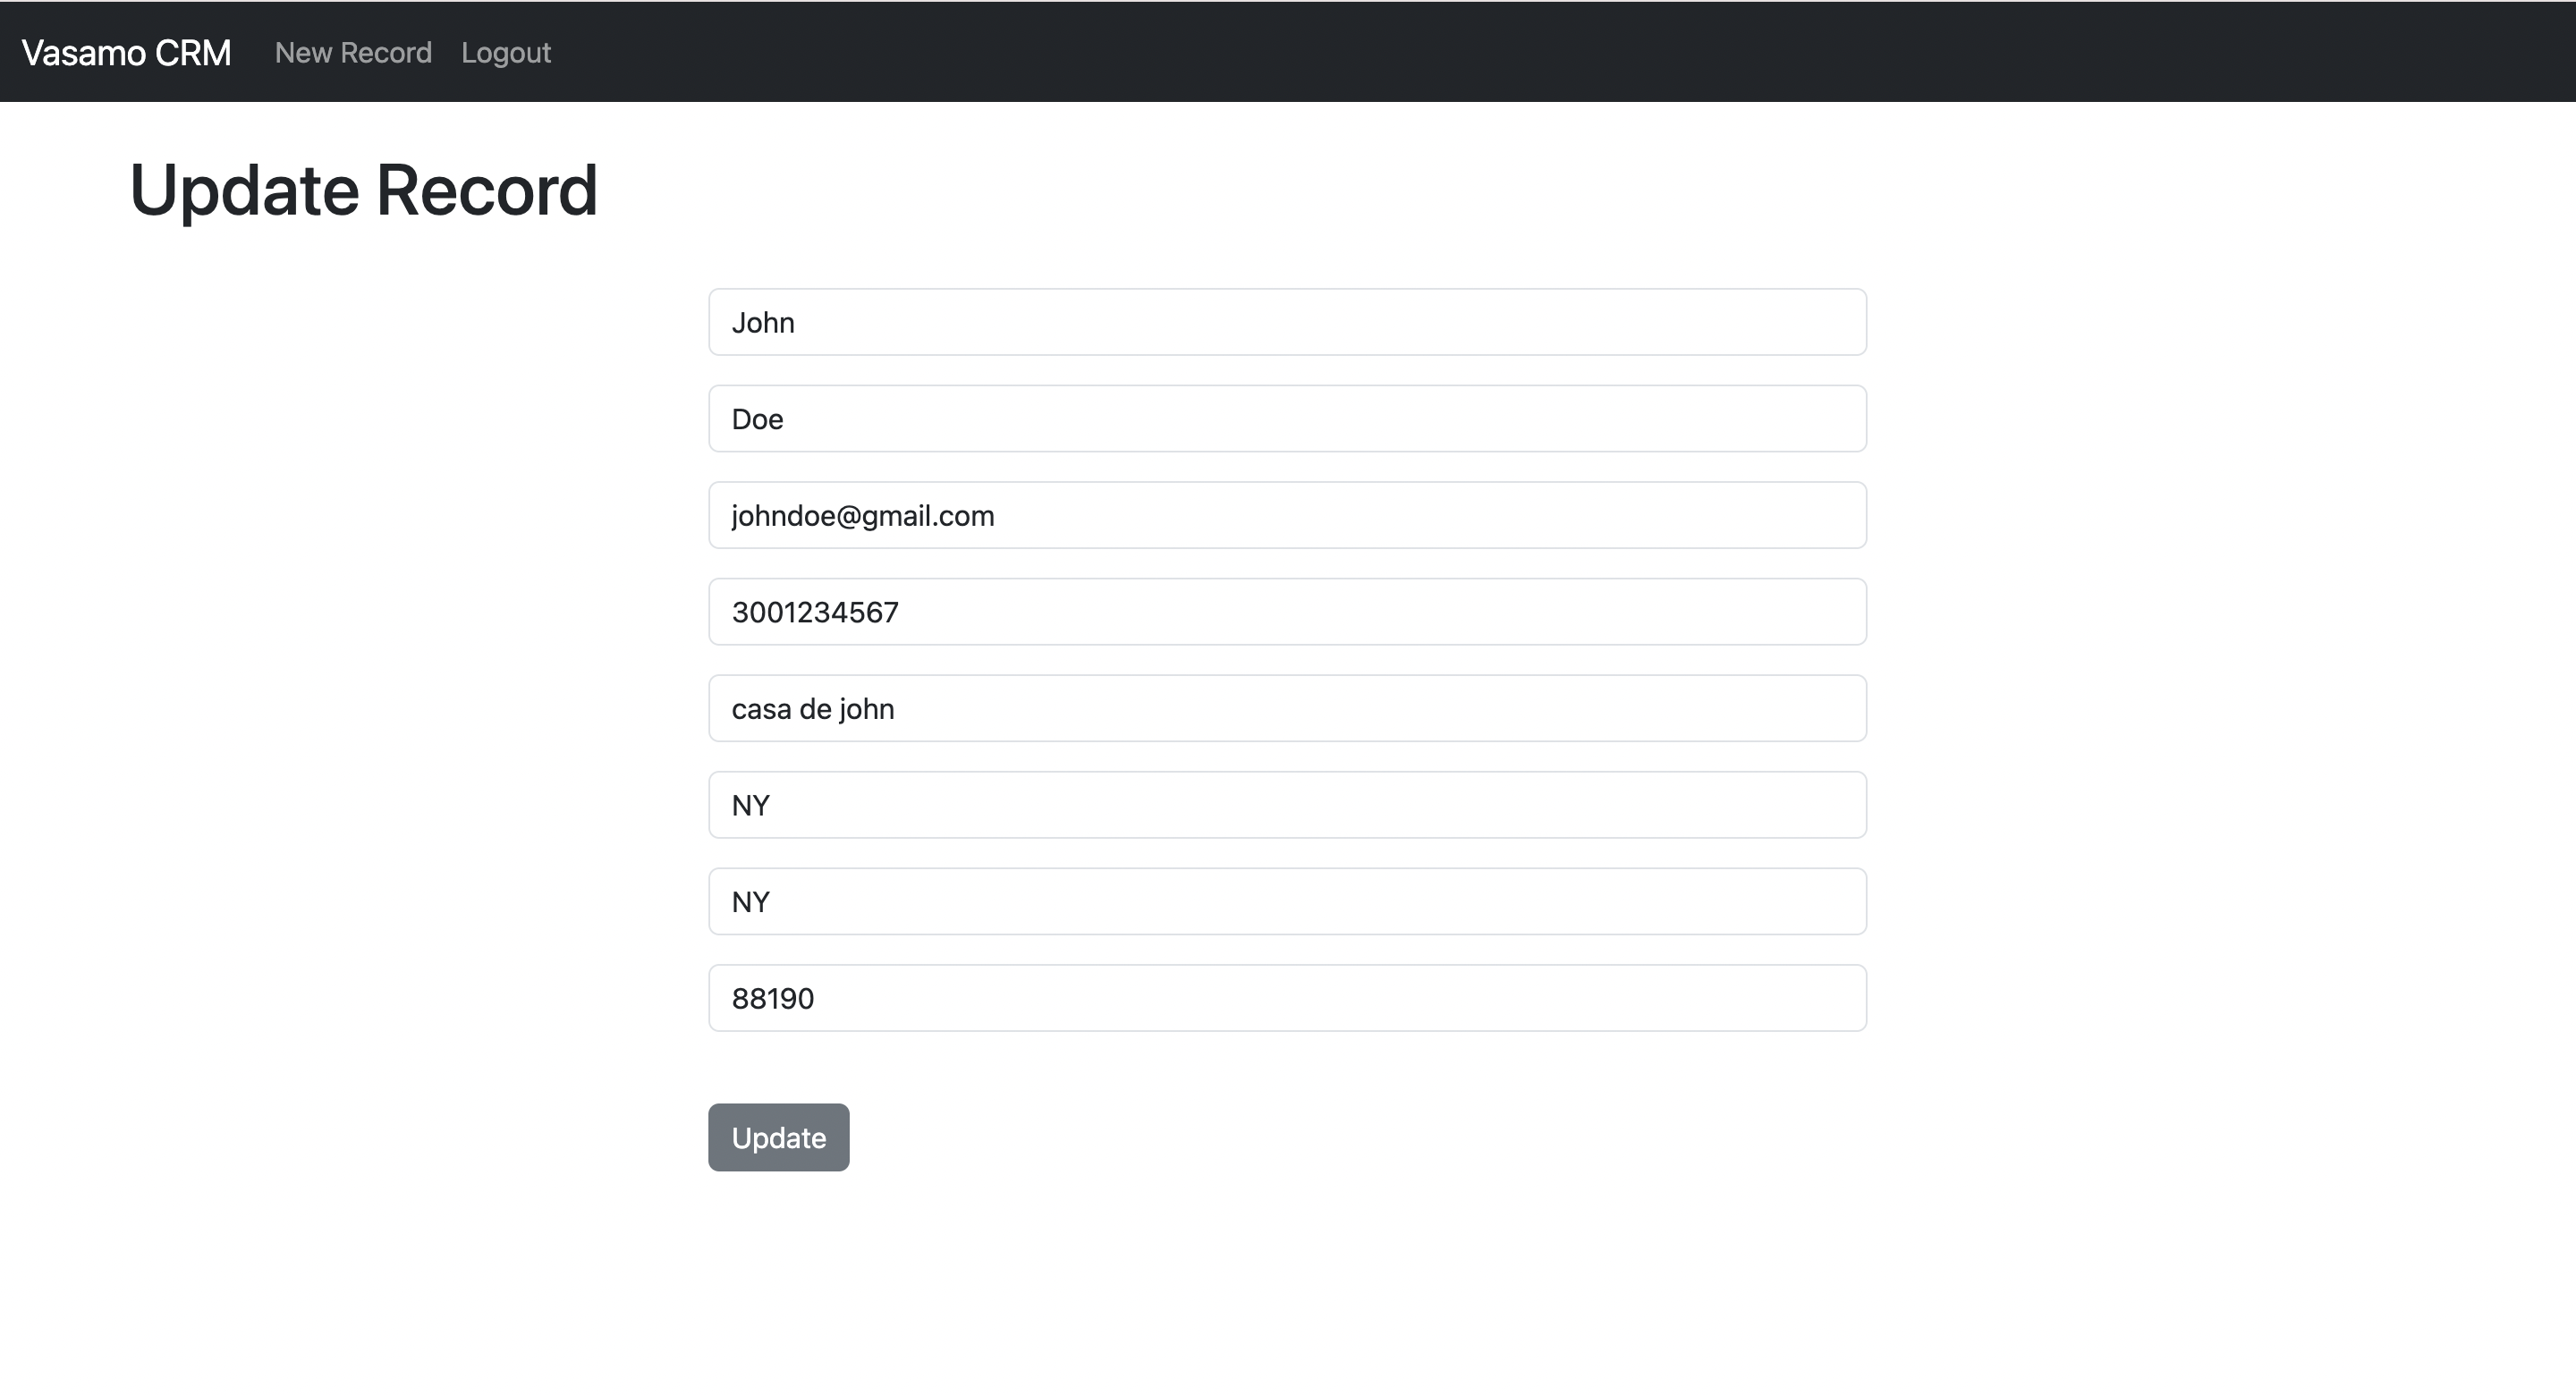 Vasamo CRM New Record Logout
Update Record
John
Doe
johndoe@gmail.com
3001234567
casa de john
NY
NY
88190
Update